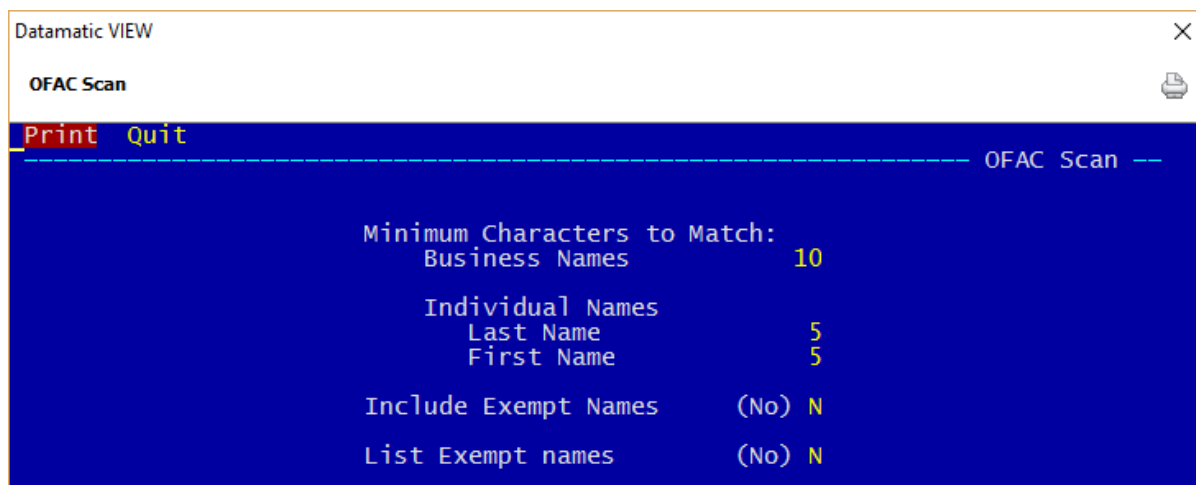 Datamatic VIEW
OFAC Scan
Print Quit
OFAC Scan
Minimum Characters to Match:
Business Names 10
Individual Names
Last Name 5
First Name 5
Include Exempt Names (No) N
List Exempt names (No) N